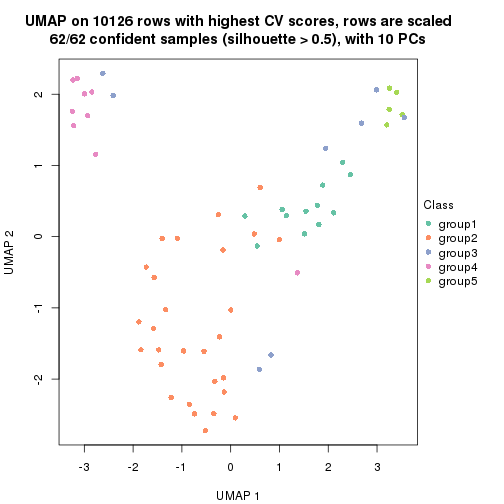 UMAP on 10126 rows with highest CV scores, rows are scaled
62/62 confident samples (silhouette > 0.5), with 10 PCs
2
1
0
-1
-2
UMAP 2
-3
-2
-1
0
1
2
3
UMAP 1
Class
group1
group2
group3
group4
group5